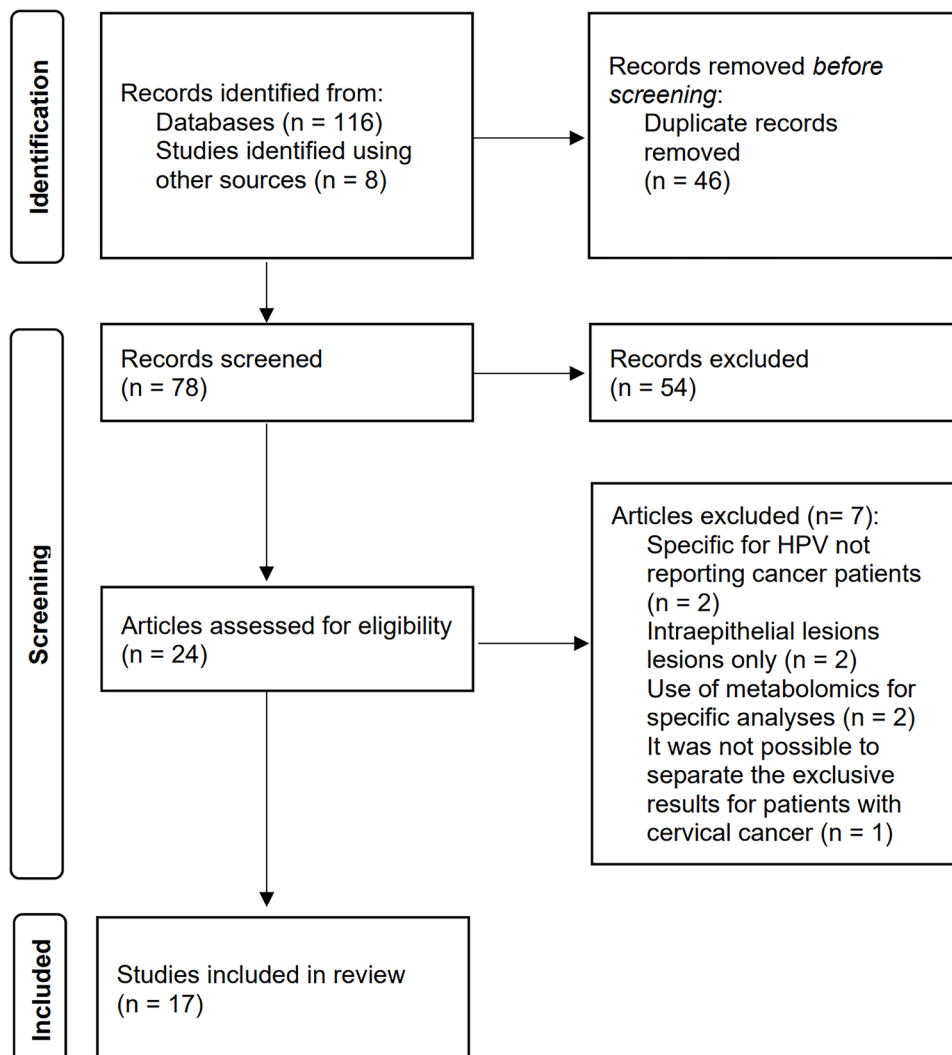 Identification
Records identified from:
Databases (n = 116)
Studies identified using
other sources (n = 8)
Records removed before
screening:
Duplicate records
removed
(n = 46)
Screening
Records screened
(n = 78)
Records excluded
(n = 54)
Articles assessed for eligibility
(n = 24)
Articles excluded (n= 7):
Specific for HPV not
reporting cancer patients
(n = 2)
Intraepithelial lesions
lesions only (n = 2)
Use of metabolomics for
specific analyses (n = 2)
It was not possible to
separate the exclusive
results for patients with
cervical cancer (n = 1)
Included
Studies included in review
(n = 17)